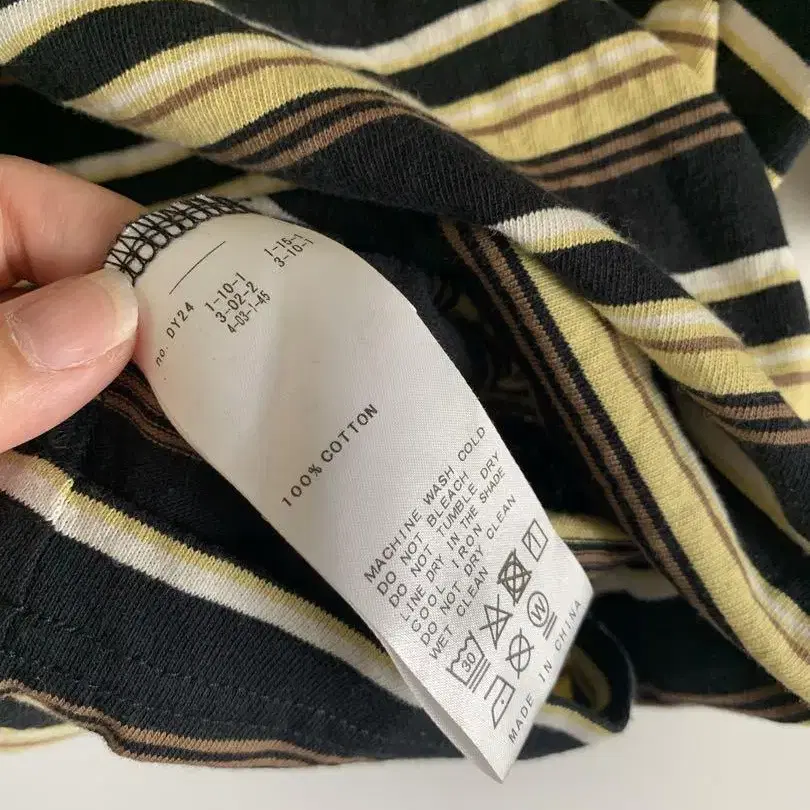 no. DY24
1-10-1
3-02-2
4-03-1-45
1-15-1
3-10-1
100% COTTON
MACHINE WASH COLD
DO NOT BLEACH
DO NOT TUMBLE DRY
LINE DRY IN THE SHADE
COOL IRON
DO NOT DRY CLEAN
WET CLEAN
30
W
MADE IN CHINA